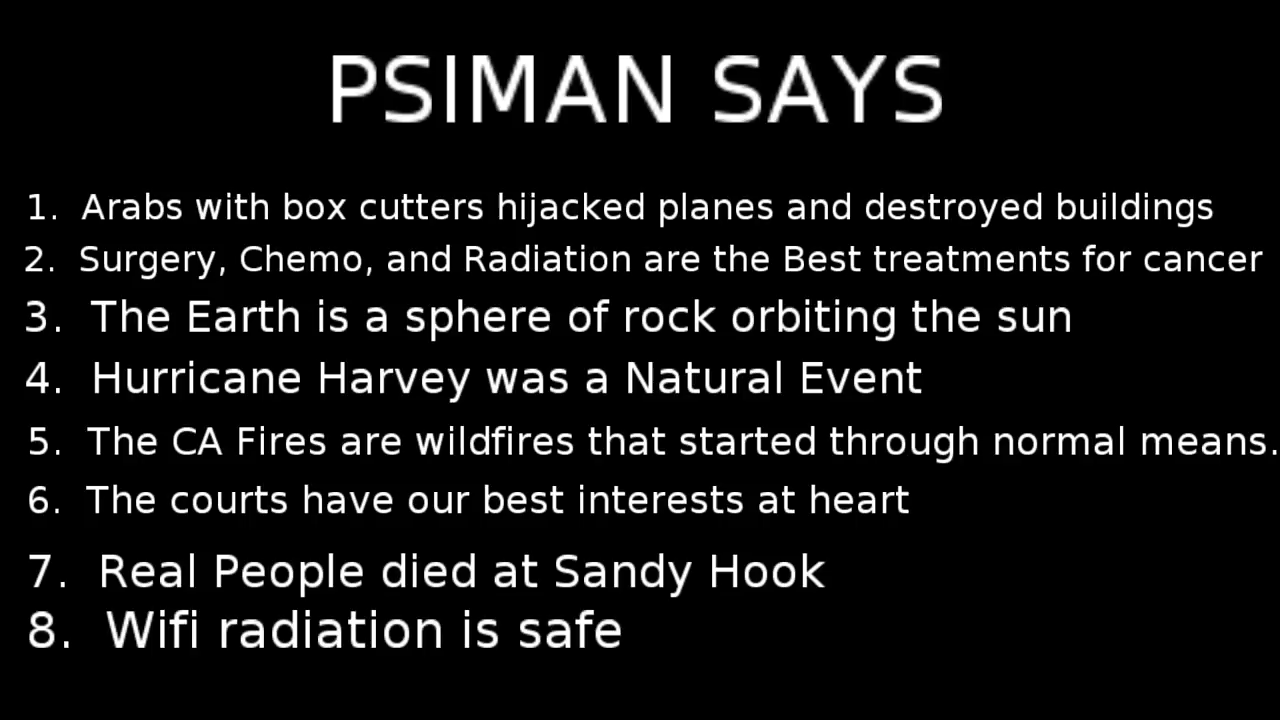 PSIMAN SAYS
1. Arabs with box cutters hijacked planes and destroyed buildings
2. Surgery, Chemo, and Radiation are the Best treatments for cancer
3. The Earth is a sphere of rock orbiting the sun
4. Hurricane Harvey was a Natural Event
5. The CA Fires are wildfires that started through normal means.
6. The courts have our best interests at heart
7. Real People died at Sandy Hook
8. Wifi radiation is safe